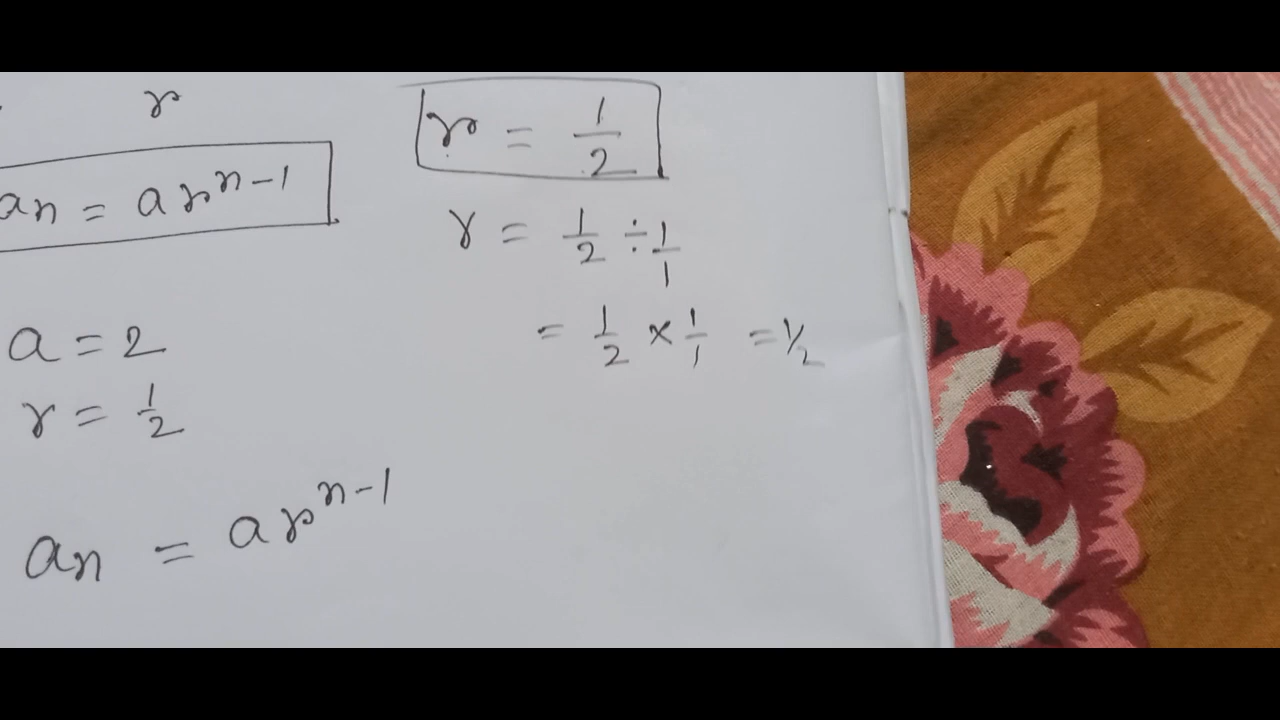 r
an = ar^n-1
a = 2
r = 1/2
an = ar^n-1
r = 1/2
r = 1/2 ÷ 1/1
= 1/2 × 1/1 = 1/2